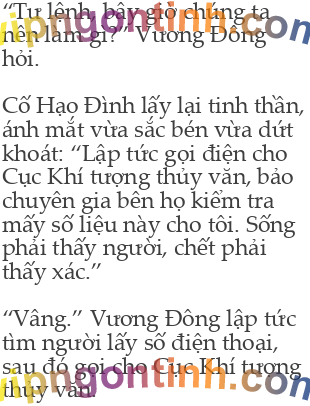 “Tư lệnh, bây giờ chúng ta
nên làm gì?” Vương Đông
hỏi.
Cố Hạo Đình lấy lại tinh thần,
ánh mắt vừa sắc bén vừa dứt
khoát: “Lập tức gọi điện cho
Cục Khí tượng thủy văn, bảo
chuyên gia bên họ kiểm tra
mấy số liệu này cho tôi. Sống
phải thấy người, chết phải
thấy xác.”
“Vâng.” Vương Đông lập tức
tìm người lấy số điện thoại,
sau đó gọi cho Cục Khí tượng
thủy văn.
vipngontinh.com
vipngontinh.com